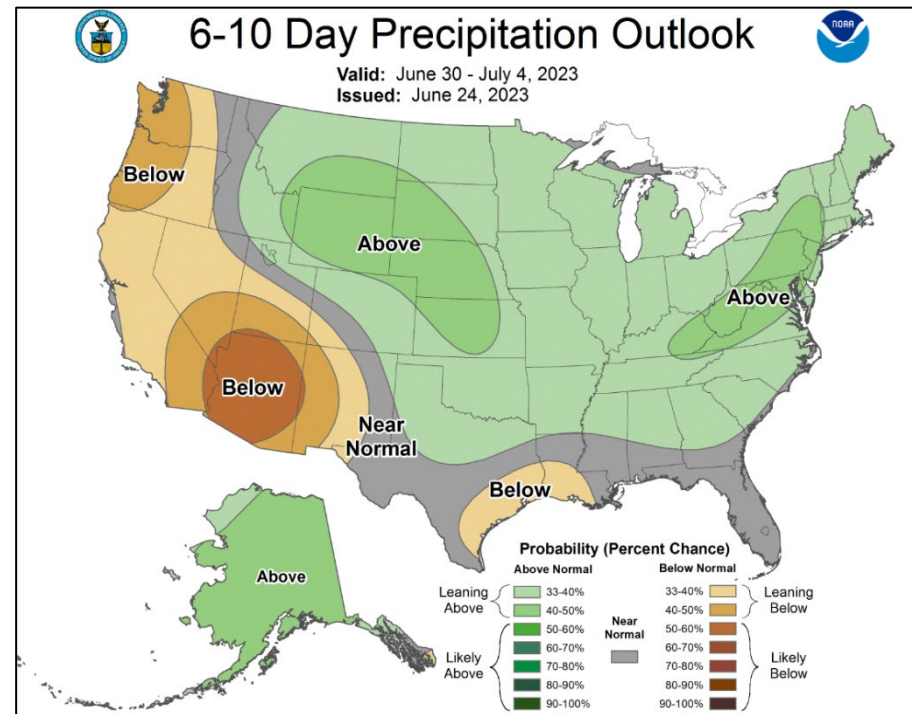 6-10 Day Precipitation Outlook
NOAA
Valid: June 30 - July 4, 2023
Issued: June 24, 2023
Below
Above
Above
Below
Near
Normal
Below
Above
Probability (Percent Chance)
Above Normal
Below Normal
Leaning
Above
33-40%
40-50%
Likely
Above
50-60%
60-70%
70-80%
80-90%
90-100%
Near
Normal
33-40%
40-50%
Leaning
Below
50-60%
60-70%
70-80%
80-90%
90-100%
Likely
Below